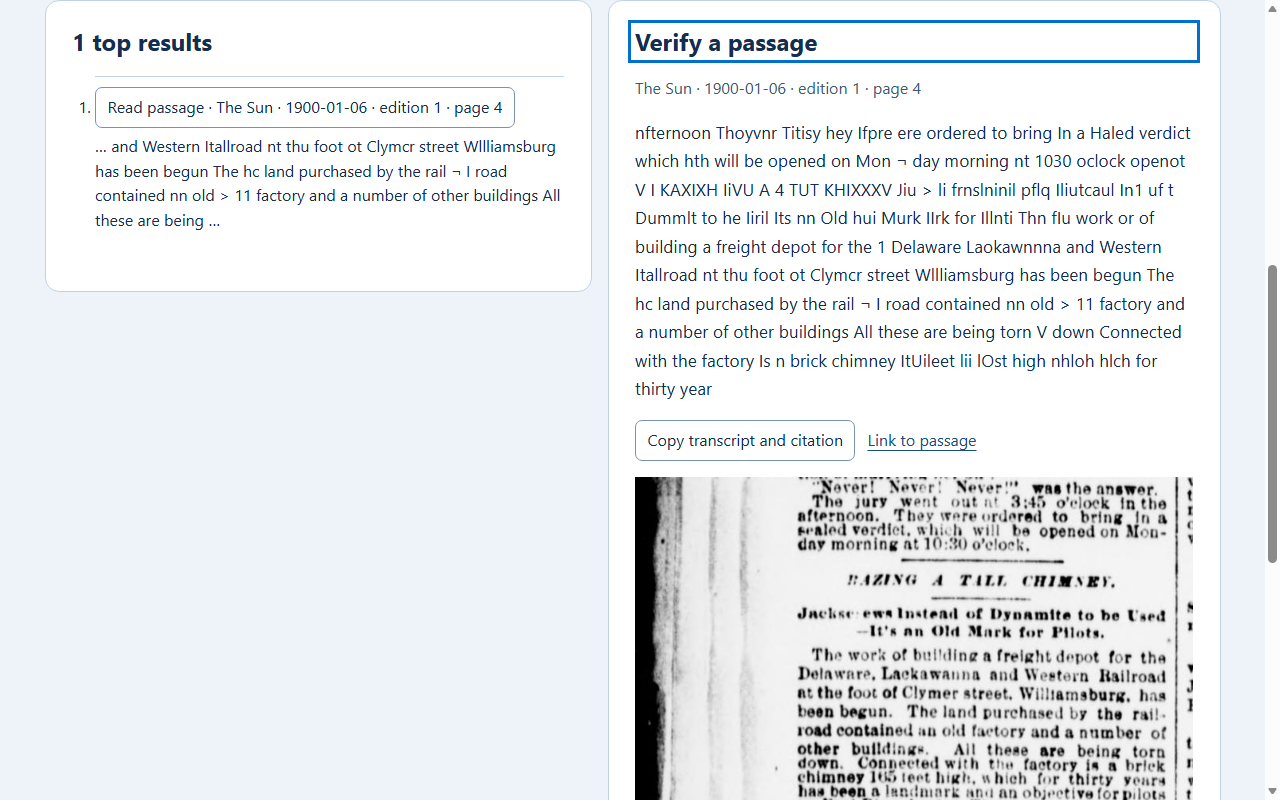 1 top results
1. Read passage · The Sun · 1900-01-06 · edition 1 · page 4
... and Western Itallroad nt thu foot ot Clymcr street Wllliamsburg
has been begun The hc land purchased by the rail ¬ I road
contained nn old > 11 factory and a number of other buildings All
these are being ...
Verify a passage
The Sun · 1900-01-06 · edition 1 · page 4
nfternoon Thoyvnr Titisy hey Ifpre ere ordered to bring In a Haled verdict
which hth will be opened on Mon ¬ day morning nt 1030 oclock openot
V I KAXIXH IiVU A 4 TUT KHIXXXV Jiu > li frnslninil pflq Iliutcaul In1 uf t
Dummlt to he Iiril Its nn Old hui Murk IIrk for Illnti Thn flu work or of
building a freight depot for the 1 Delaware Laokawnnna and Western
Itallroad nt thu foot ot Clymcr street Wllliamsburg has been begun The
hc land purchased by the rail ¬ I road contained nn old > 11 factory and
a number of other buildings All these are being torn V down Connected
with the factory Is n brick chimney ItUileet lii lOst high nhloh hlch for
thirty year
Copy transcript and citation Link to passage
"Never! Never! Never!" was the answer.
The jury went out at 3:45 o'clock in the
afternoon. They were ordered to bring in a
sealed verdict, which will be opened on Mon-
day morning at 10:30 o'clock.
RAZING A TALL CHIMNEY.
Jackscrews Instead of Dynamite to be Used
—It's an Old Mark for Pilots.
The work of building a freight depot for the
Delaware, Lackawanna and Western Railroad
at the foot of Clymer street, Williamsburg, has
been begun. The land purchased by the rail-
road contained an old factory and a number of
other buildings. All these are being torn
down. Connected with the factory is a brick
chimney 165 feet high, which for thirty years
has been a landmark and an objective for pilots